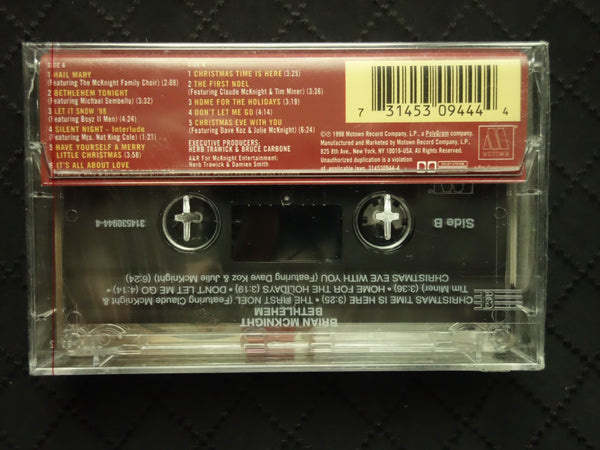 SIDE A
1 HAIL MARY
(Featuring The McKnight Family Choir) (2:08)
2 BETHLEHEM TONIGHT
(Featuring Michael Sembello) (3:32)
3 LET IT SNOW '98
(Featuring Boyz II Men)
4 SILENT NIGHT - Interlude
(Featuring Mrs. Nat King Cole) (1:21)
5 HAVE YOURSELF A MERRY
LITTLE CHRISTMAS (3:58)
6 IT'S ALL ABOUT LOVE
SIDE B
1 CHRISTMAS TIME IS HERE (3:25)
2 THE FIRST NOEL
(Featuring Claude McKnight & Tim Miner) (3:36)
3 HOME FOR THE HOLIDAYS (3:19)
4 DON'T LET ME GO (4:14)
5 CHRISTMAS EVE WITH YOU
(Featuring Dave Koz & Julie McKnight) (6:24)
EXECUTIVE PRODUCERS:
HERB TRAWICK & BRUCE CARBONE
A&R For McKnight Entertainment:
Herb Trawick & Damien Smith
7 31453 09444 4
℗© 1998 Motown Record Company, L.P., a PolyGram company.
Manufactured and Marketed by Motown Record Company, L.P.,
825 8th Ave., New York, NY, 10019-USA. All Rights Reserved.
Unauthorized duplication is a violation
of applicable laws. 314530944-4
MOTOWN
314530944-4
Side B
BRIAN MCKNIGHT
BETHLEHEM
CHRISTMAS TIME IS HERE (3:25) * THE FIRST NOEL (Featuring Claude McKnight &
Tim Miner) (3:36) * HOME FOR THE HOLIDAYS (3:19) * DON'T LET ME GO (4:14) *
CHRISTMAS EVE WITH YOU (Featuring Dave Koz & Julie McKnight) (6:24)